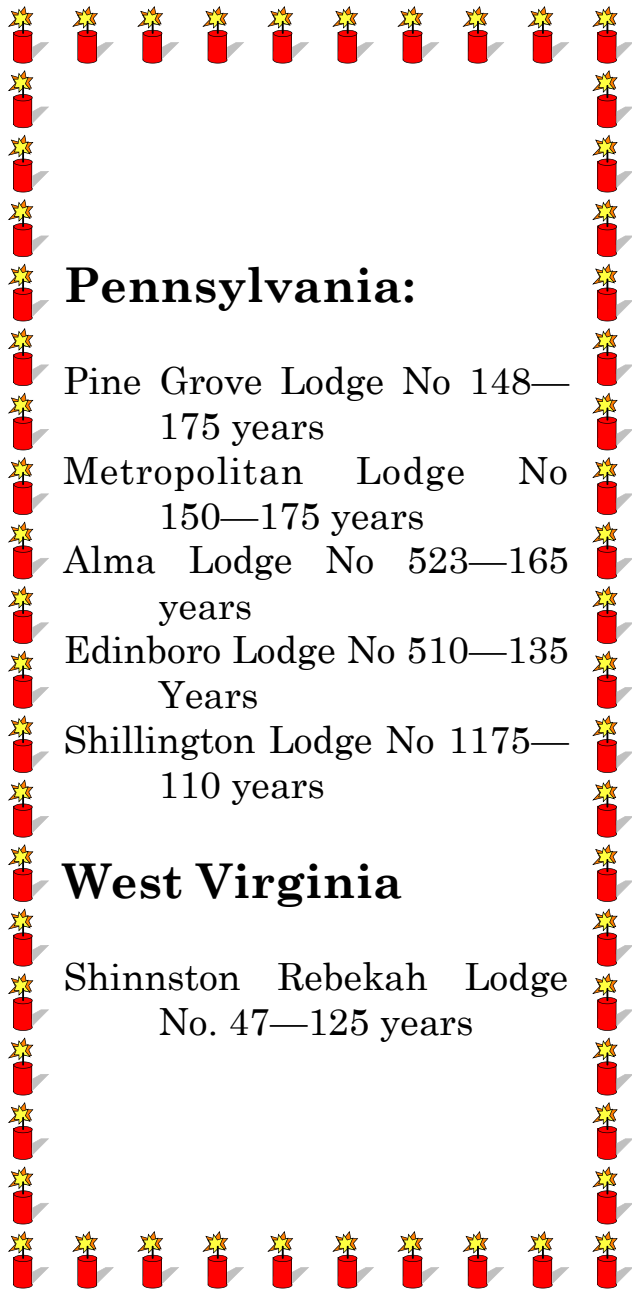 Pennsylvania:
Pine Grove Lodge No 148—
175 years
Metropolitan Lodge No
150—175 years
Alma Lodge No 523—165
years
Edinboro Lodge No 510—135
Years
Shillington Lodge No 1175—
110 years
West Virginia
Shinnston Rebekah Lodge
No. 47—125 years